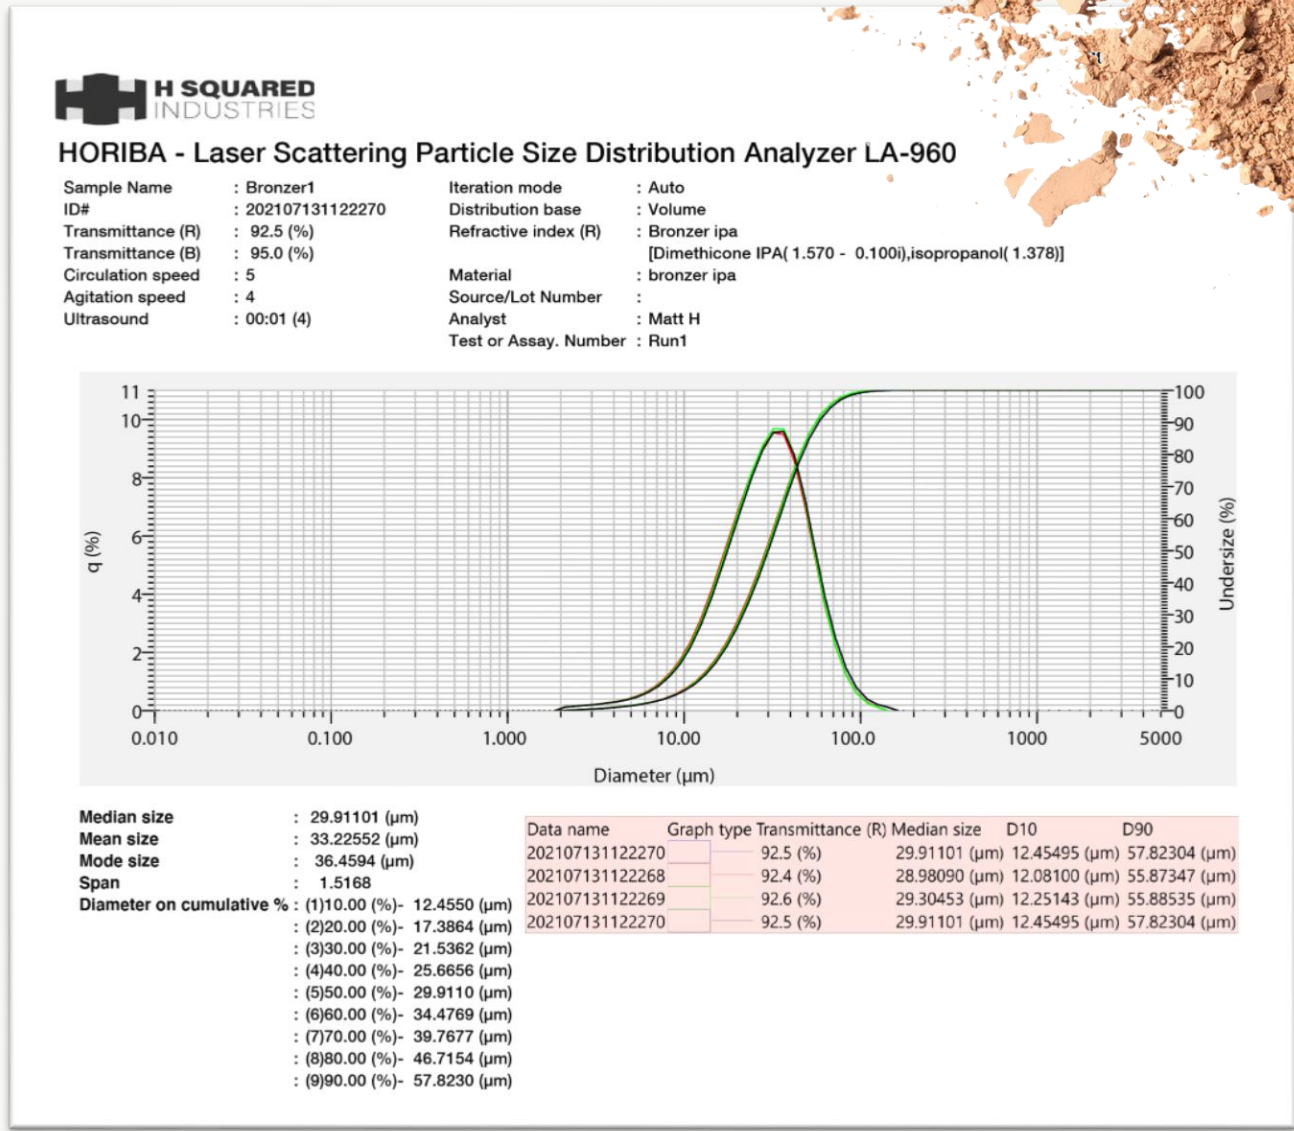 H SQUARED
INDUSTRIES
HORIBA - Laser Scattering Particle Size Distribution Analyzer LA-960
Sample Name : Bronzer1
ID# : 202107131122270
Transmittance (R) : 92.5 (%)
Transmittance (B) : 95.0 (%)
Circulation speed : 5
Agitation speed : 4
Ultrasound : 00:01 (4)
Iteration mode : Auto
Distribution base : Volume
Refractive index (R) : Bronzer ipa
[Dimethicone IPA( 1.570 - 0.100i),isopropanol( 1.378)]
Material : bronzer ipa
Source/Lot Number :
Analyst : Matt H
Test or Assay. Number : Run1
q (%)
11
10
8
6
4
2
0
100
90
80
70
60
50
40
30
20
10
0
Undersize (%)
0.010 0.100 1.000 10.00 100.0 1000 5000
Diameter (µm)
Median size : 29.91101 (µm)
Mean size : 33.22552 (µm)
Mode size : 36.4594 (µm)
Span : 1.5168
Diameter on cumulative % : (1)10.00 (%)- 12.4550 (µm)
: (2)20.00 (%)- 17.3864 (µm)
: (3)30.00 (%)- 21.5362 (µm)
: (4)40.00 (%)- 25.6656 (µm)
: (5)50.00 (%)- 29.9110 (µm)
: (6)60.00 (%)- 34.4769 (µm)
: (7)70.00 (%)- 39.7677 (µm)
: (8)80.00 (%)- 46.7154 (µm)
: (9)90.00 (%)- 57.8230 (µm)
Data name Graph type Transmittance (R) Median size D10 D90
202107131122270 92.5 (%) 29.91101 (µm) 12.45495 (µm) 57.82304 (µm)
202107131122268 92.4 (%) 28.98090 (µm) 12.08100 (µm) 55.87347 (µm)
202107131122269 92.6 (%) 29.30453 (µm) 12.25143 (µm) 55.88535 (µm)
202107131122270 92.5 (%) 29.91101 (µm) 12.45495 (µm) 57.82304 (µm)